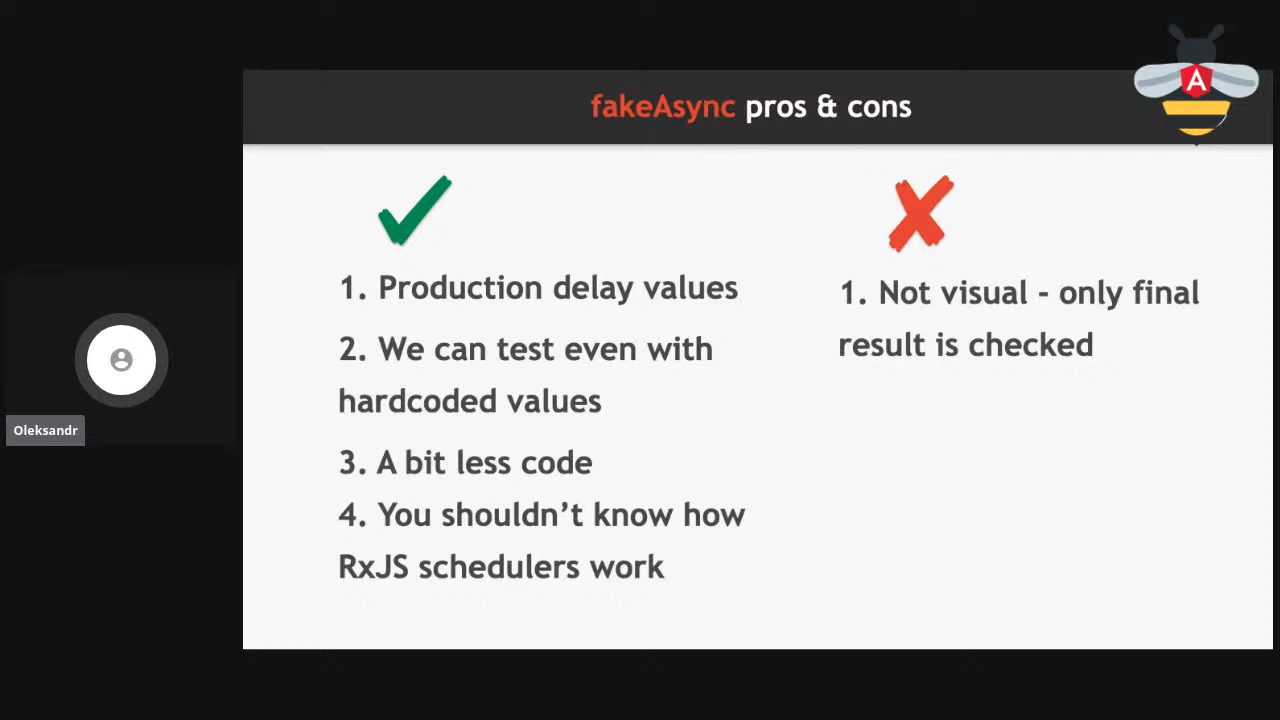 fakeAsync pros & cons
A
1. Production delay values
2. We can test even with
hardcoded values
3. A bit less code
4. You shouldn’t know how
RxJS schedulers work
1. Not visual - only final
result is checked
Oleksandr